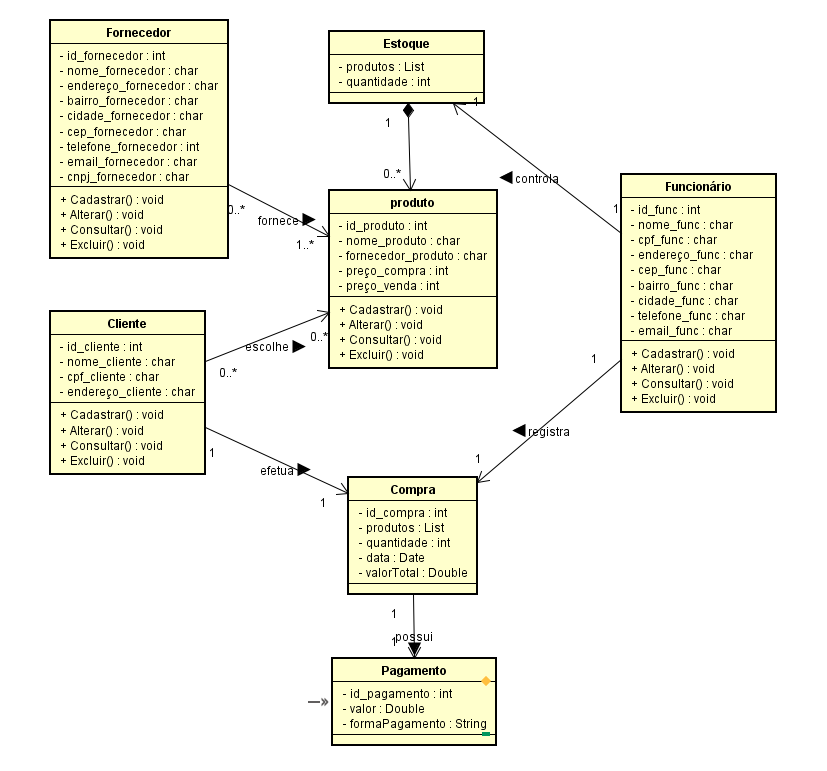 Fornecedor
- id_fornecedor : int
- nome_fornecedor : char
- endereço_fornecedor : char
- bairro_fornecedor : char
- cidade_fornecedor : char
- cep_fornecedor : char
- telefone_fornecedor : int
- email_fornecedor : char
- cnpj_fornecedor : char
+ Cadastrar() : void
+ Alterar() : void
+ Consultar() : void
+ Excluir() : void
Estoque
- produtos : List
- quantidade : int
1
1
0..*
controla
1
0..*
fornece
1..*
produto
- id_produto : int
- nome_produto : char
- fornecedor_produto : char
- preço_compra : int
- preço_venda : int
+ Cadastrar() : void
+ Alterar() : void
+ Consultar() : void
+ Excluir() : void
Funcionário
- id_func : int
- nome_func : char
- cpf_func : char
- endereço_func : char
- cep_func : char
- bairro_func : char
- cidade_func : char
- telefone_func : char
- email_func : char
+ Cadastrar() : void
+ Alterar() : void
+ Consultar() : void
+ Excluir() : void
Cliente
- id_cliente : int
- nome_cliente : char
- cpf_cliente : char
- endereço_cliente : char
+ Cadastrar() : void
+ Alterar() : void
+ Consultar() : void
+ Excluir() : void
0..*
escolhe
0..*
1
registra
1
1
efetua
1
Compra
- id_compra : int
- produtos : List
- quantidade : int
- data : Date
- valorTotal : Double
1
possui
1
Pagamento
- id_pagamento : int
- valor : Double
- formaPagamento : String